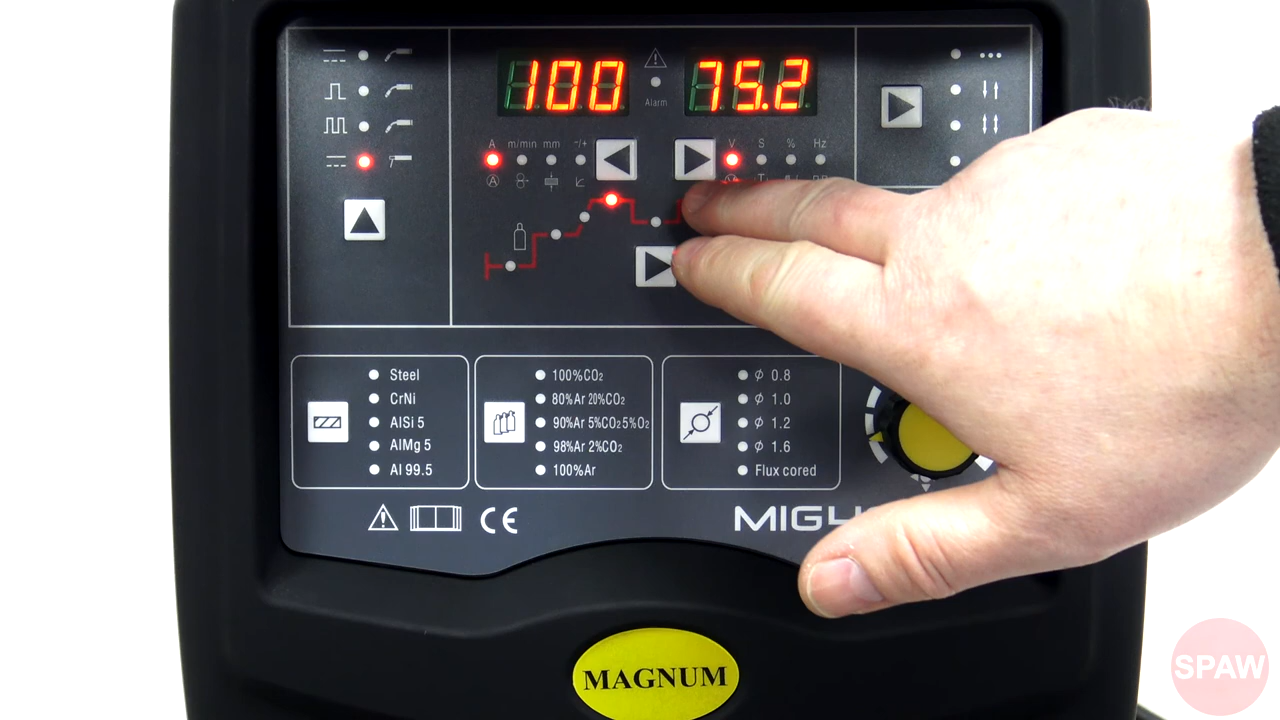 100 75.2
Alarm
A m/min mm -/+ V S % Hz
Steel
CrNi
AlSi 5
AlMg 5
Al 99.5
100%CO2
80%Ar 20%CO2
90%Ar 5%CO2 5%O2
98%Ar 2%CO2
100%Ar
ϕ 0.8
ϕ 1.0
ϕ 1.2
ϕ 1.6
Flux cored
CE
MIG
MAGNUM
SPAW